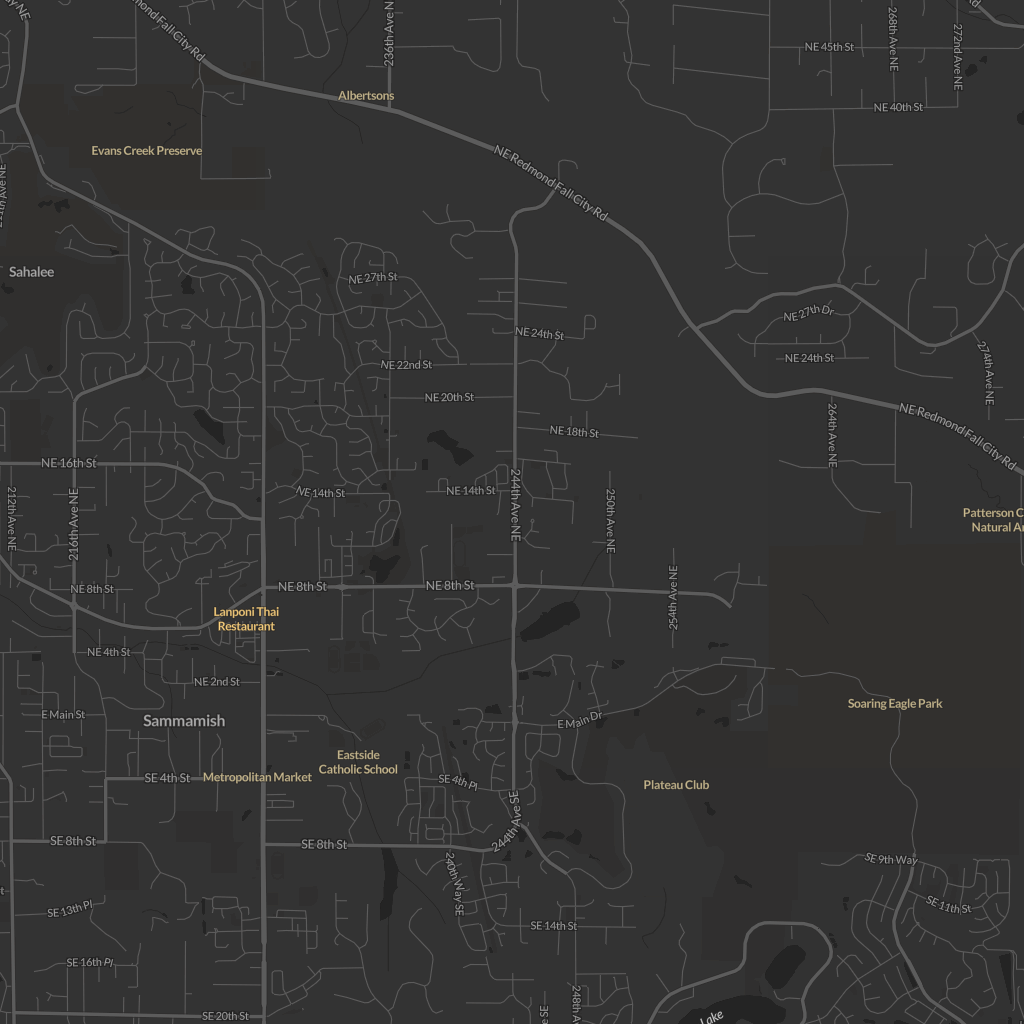 NE 45th St
268th Ave NE
272nd Ave NE
236th Ave NE
Redmond Fall City Rd
Albertsons
NE 40th St
Evans Creek Preserve
NE Redmond Fall City Rd
Sahalee
NE 27th St
NE 27th Dr
NE 24th St
NE 24th St
274th Ave NE
NE 22nd St
NE 20th St
264th Ave NE
NE Redmond Fall City Rd
NE 18th St
NE 16th St
NE 14th St
NE 14th St
244th Ave NE
250th Ave NE
212th Ave NE
216th Ave NE
Patterson C
Natural A
NE 8th St
NE 8th St
NE 8th St
254th Ave NE
Lanponi Thai
Restaurant
NE 4th St
NE 2nd St
E Main St
Sammamish
E Main Dr
Soaring Eagle Park
Eastside
Catholic School
SE 4th St
Metropolitan Market
SE 4th Pl
Plateau Club
244th Ave SE
SE 8th St
SE 8th St
SE 9th Way
240th Way SE
SE 11th St
SE 13th Pl
SE 14th St
SE 16th Pl
248th A
SE 20th St
Lake